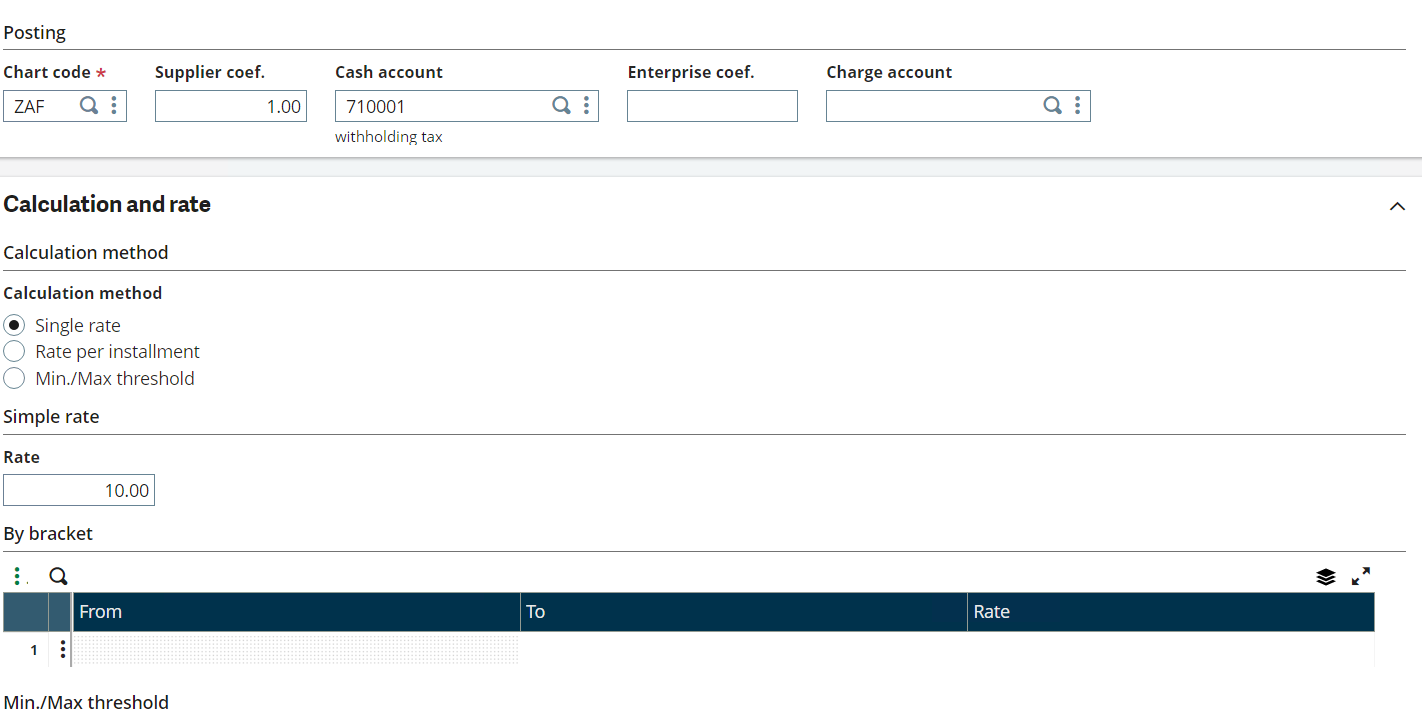 Posting
Chart code * Supplier coef. Cash account Enterprise coef. Charge account
ZAF 1.00 710001
withholding tax
Calculation and rate
Calculation method
Calculation method
Single rate
Rate per installment
Min./Max threshold
Simple rate
Rate
10.00
By bracket
From To Rate
1
Min./Max threshold